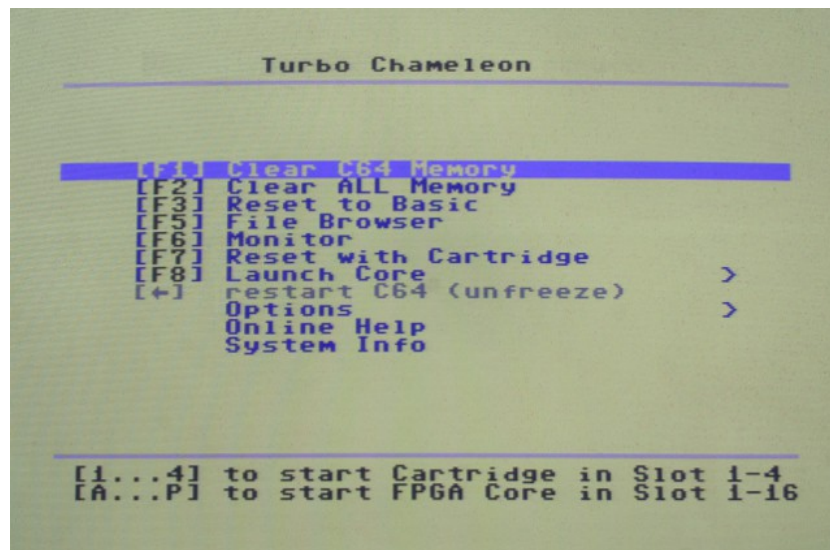 Turbo Chameleon
[F1] Clear C64 Memory
[F2] Clear ALL Memory
[F3] Reset to Basic
[F5] File Browser
[F6] Monitor
[F7] Reset with Cartridge
[F8] Launch Core >
[←] restart C64 (unfreeze)
Options >
Online Help
System Info
[1...4] to start Cartridge in Slot 1-4
[A...P] to start FPGA Core in Slot 1-16